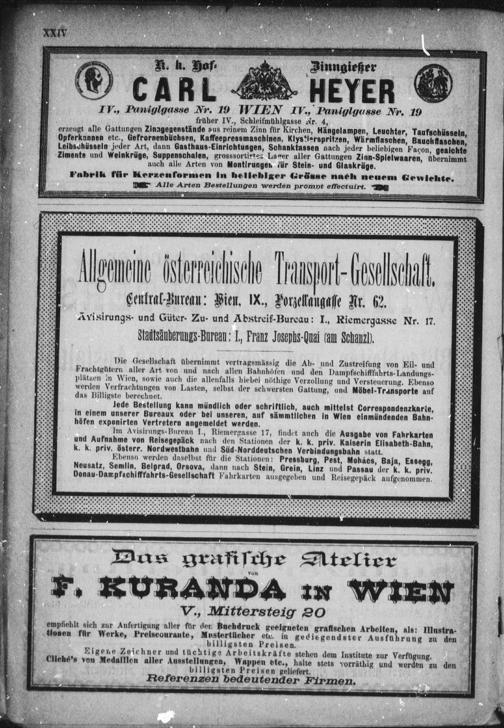 XXIV
K. k. Hof- Zinngießer
CARL HEYER
IV., Paniglgasse Nr. 19 WIEN IV., Paniglgasse Nr. 19
früher IV., Schleifmühlgasse Nr. 4,
erzeugt alle Gattungen Zinngegenstände aus reinem Zinn für Kirchen, Hängelampen, Leuchter, Taufschüsseln,
Opferkannen etc., Gefrorenbüchsen, Kaffeepressmaschinen, Klystierspritzen, Wärmflaschen, Bauchflaschen,
Leibschüsseln jeder Art, dann Gasthaus-Einrichtungen, Schanktassen nach jeder beliebigen Façon, geaichte
Zimente und Weinkrüge, Suppenschalen, grosssortirtes Lager aller Gattungen Zinn-Spielwaaren, übernimmt
auch alle Arten von Montirungen für Stein- und Glaskrüge.
Fabrik für Kerzenformen in beliebiger Grösse nach neuem Gewichte.
Alle Arten Bestellungen werden prompt effectuirt.
Allgemeine österreichische Transport-Gesellschaft.
Central-Bureau: Wien, IX., Porzellangasse Nr. 62.
Avisirungs- und Güter- Zu- und Abstreif-Bureau: I., Riemergasse Nr. 17.
Stadtsäuberungs-Bureau: I., Franz Josephs-Quai (am Schanzl).
Die Gesellschaft übernimmt vertragsmässig die Ab- und Zustreifung von Eil- und
Frachtgütern aller Art von und nach allen Bahnhöfen und den Dampfschifffahrts-Landungs-
plätzen in Wien, sowie auch die allenfalls hiebei nöthige Verzollung und Versteuerung. Ebenso
werden Verfrachtungen von Lasten, selbst der schwersten Gattung, und Möbel-Transporte auf
das Billigste berechnet.
Jede Bestellung kann mündlich oder schriftlich, auch mittelst Correspondenzkarle,
in einem unserer Bureaux oder bei unseren, auf sämmtlichen in Wien einmündenden Bahn-
höfen exponirten Vertretern angemeldet werden.
Im Avisirungs-Bureau I., Riemergasse 17, findet auch die Ausgabe von Fahrkarten
und Aufnahme von Reisegepäck nach den Stationen der k. k. priv. Kaiserin Elisabeth-Bahn,
k. k. priv. österr. Nordwestbahn und Süd-Norddeutschen Verbindungsbahn statt.
Ebenso werden daselbst für die Stationen: Pressburg, Pest, Mohács, Baja, Essegg,
Neusatz, Semlin, Belgrad, Orsova, dann nach Stein, Grein, Linz und Passau der k. k. priv.
Donau-Dampfschifffahrts-Gesellschaft Fahrkarten ausgegeben und Reisegepäck aufgenommen.
Das grafische Atelier
von
F. KURANDA IN WIEN
V., Mittersteig 20
empfiehlt sich zur Anfertigung aller für den Buchdruck geeigneten grafischen Arbeiten, als: Illustra-
tionen für Werke, Preiscourante, Mustertücher etc. in gediegendster Ausführung zu den
billigsten Preisen.
Eigene Zeichner und tüchtige Arbeitskräfte stehen dem Institute zur Verfügung.
Cliché's von Medaillen aller Ausstellungen, Wappen etc., halte stets vorräthig und werden zu den
billigsten Preisen geliefert.
Referenzen bedeutender Firmen.